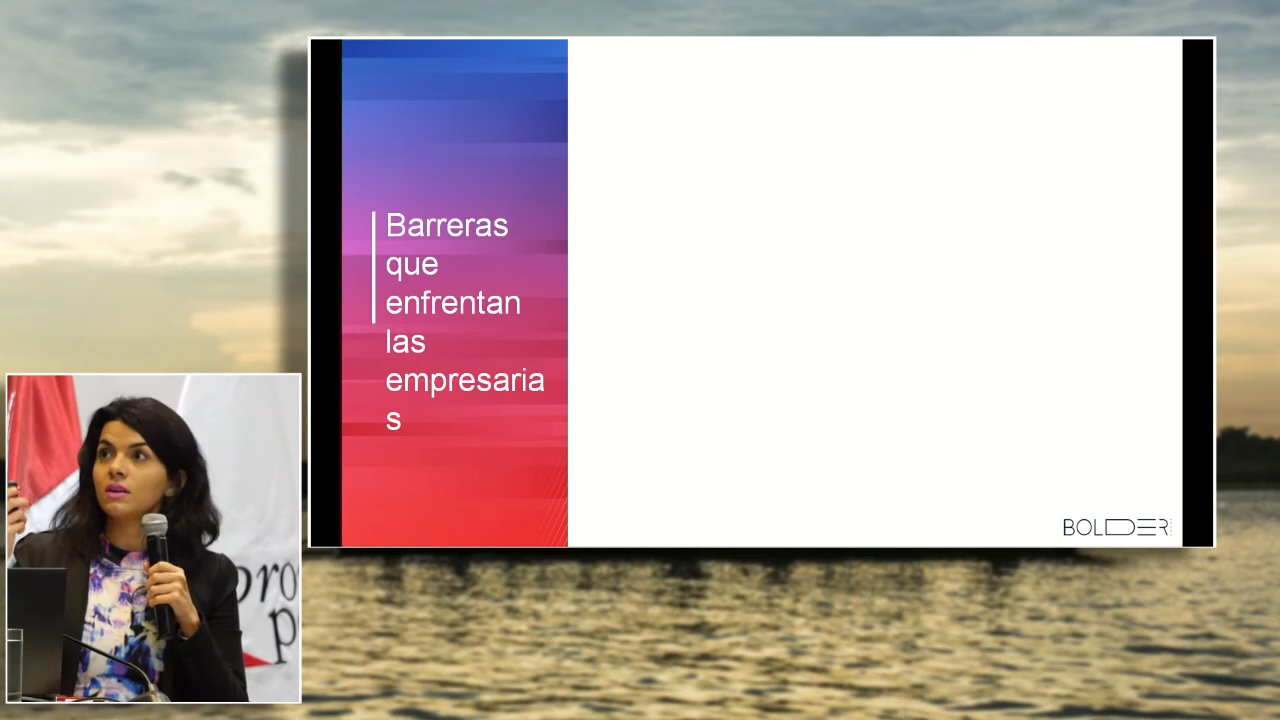 Barreras
que
enfrentan
las
empresaria
s
BOLDER